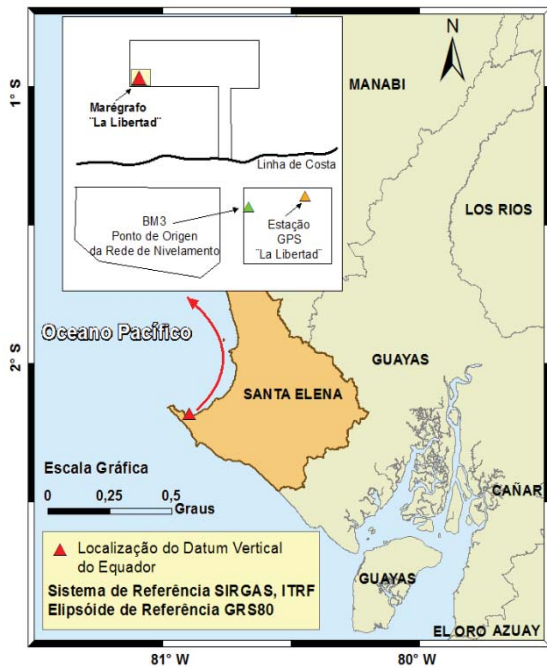 N
1° S
2° S
MANABI
LOS RIOS
Marégrafo
¨La Libertad¨
Linha de Costa
BM3
Ponto de Origen
da Rede de Nivelamento
Estação
GPS
¨La Libertad¨
Oceano Pacífico
GUAYAS
SANTA ELENA
CAÑAR
Escala Gráfica
0 0,25 0,5
Graus
GUAYAS
EL ORO AZUAY
Localização do Datum Vertical
do Equador
Sistema de Referência SIRGAS, ITRF
Elipsóide de Referência GRS80
81° W
80° W